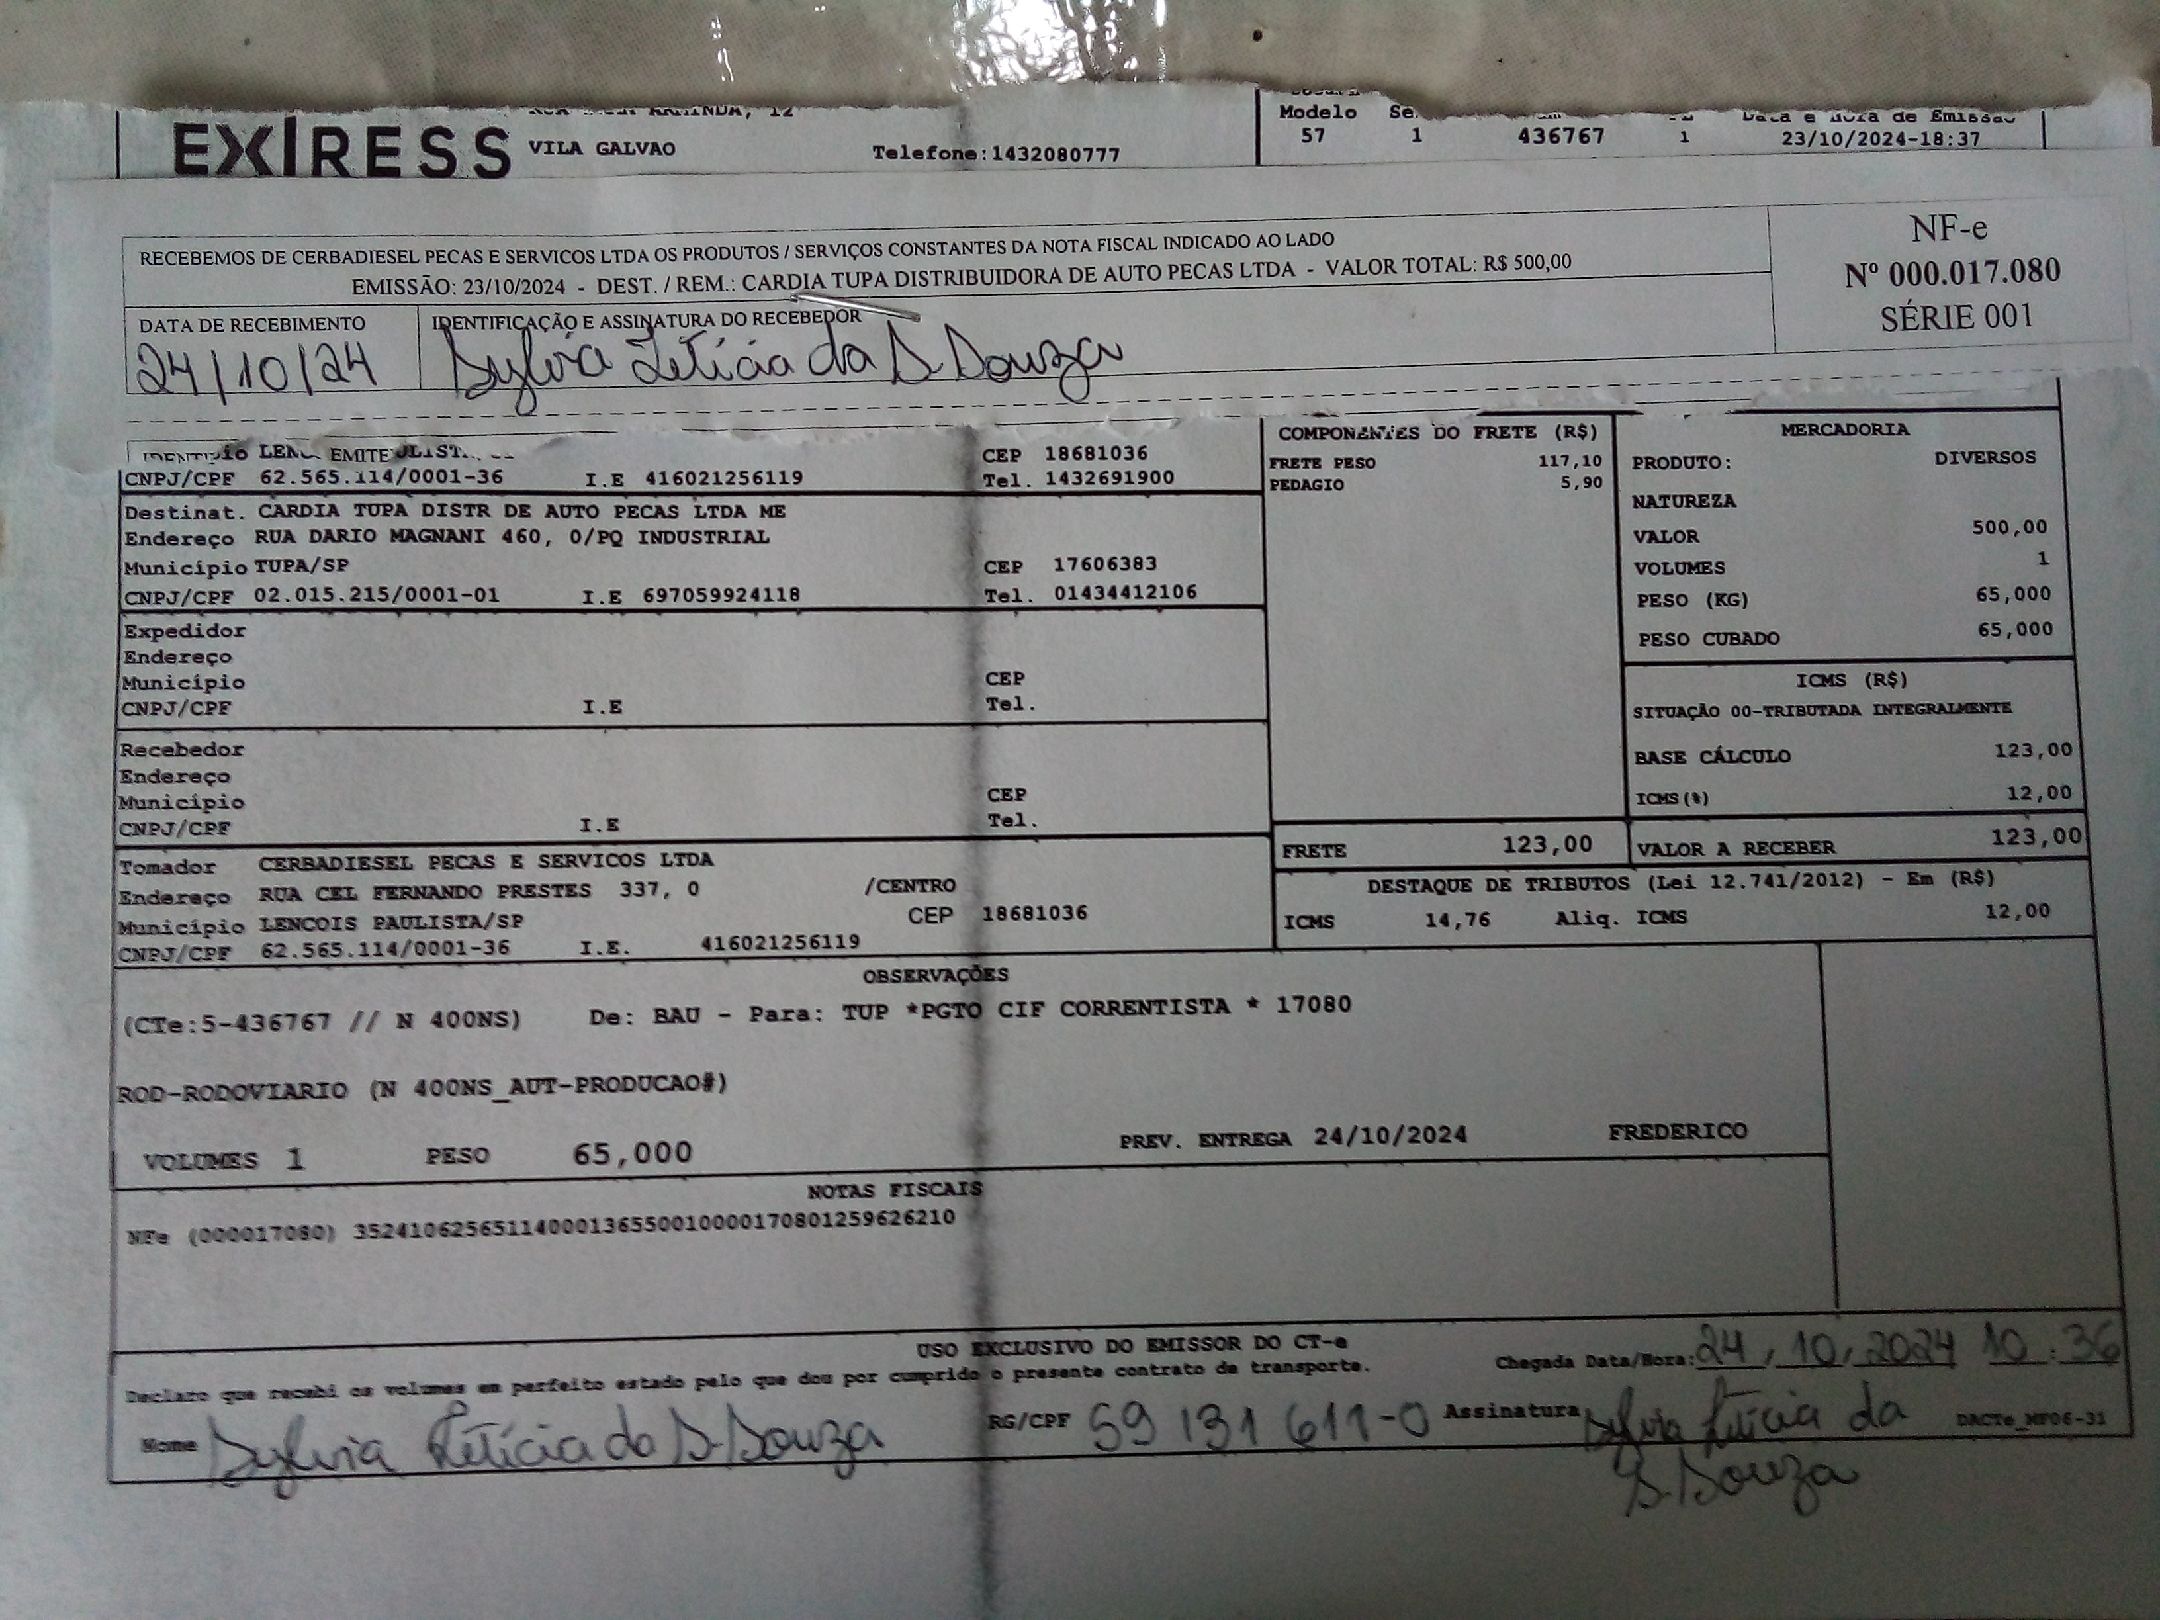 EXPRESS
VILA GALVAO Telefone:1432080777
Modelo
57 1 436767 1 23/10/2024-18:37
RECEBEMOS DE CERBADIESEL PECAS E SERVICOS LTDA OS PRODUTOS / SERVIÇOS CONSTANTES DA NOTA FISCAL INDICADO AO LADO
EMISSÃO: 23/10/2024 - DEST. / REM.: CARDIA TUPA DISTRIBUIDORA DE AUTO PECAS LTDA - VALOR TOTAL: R$ 500,00
NF-e
Nº 000.017.080
SÉRIE 001
DATA DE RECEBIMENTO
24/10/24
IDENTIFICAÇÃO E ASSINATURA DO RECEBEDOR
Sylvia Letícia da S. Souza
EMITE
CEP 18681036
CNPJ/CPF 62.565.114/0001-36 I.E 416021256119 Tel. 1432691900
Destinat. CARDIA TUPA DISTR DE AUTO PECAS LTDA ME
Endereço RUA DARIO MAGNANI 460, 0/PQ INDUSTRIAL
Município TUPA/SP CEP 17606383
CNPJ/CPF 02.015.215/0001-01 I.E 697059924118 Tel. 01434412106
Expedidor
Endereço
Município CEP
CNPJ/CPF I.E Tel.
Recebedor
Endereço
Município CEP
CNPJ/CPF I.E Tel.
Tomador CERBADIESEL PECAS E SERVICOS LTDA
Endereço RUA CEL FERNANDO PRESTES 337, 0 /CENTRO
Município LENCOIS PAULISTA/SP CEP 18681036
CNPJ/CPF 62.565.114/0001-36 I.E. 416021256119
COMPONENTES DO FRETE (R$)
FRETE PESO 117,10
PEDAGIO 5,90
FRETE 123,00
MERCADORIA
PRODUTO: DIVERSOS
NATUREZA
VALOR 500,00
VOLUMES 1
PESO (KG) 65,000
PESO CUBADO 65,000
ICMS (R$)
SITUAÇÃO 00-TRIBUTADA INTEGRALMENTE
BASE CÁLCULO 123,00
ICMS(%) 12,00
VALOR A RECEBER 123,00
DESTAQUE DE TRIBUTOS (Lei 12.741/2012) - Em (R$)
ICMS 14,76 Aliq. ICMS 12,00
OBSERVAÇÕES
(CTe:5-436767 // N 400NS) De: BAU - Para: TUP *PGTO CIF CORRENTISTA * 17080
ROD-RODOVIARIO (N 400NS_AUT-PRODUCAO#)
VOLUMES 1 PESO 65,000 PREV. ENTREGA 24/10/2024 FREDERICO
NOTAS FISCAIS
NFe (000017080) 35241062565114000136550010000170801259626210
USO EXCLUSIVO DO EMISSOR DO CT-e
Declaro que recebi os volumes em perfeito estado pelo que dou por cumprido o presente contrato de transporte.
Chegada Data/Hora: 24, 10, 2024 10:36
Nome Sylvia Letícia da S. Souza RG/CPF 59 131 611-0 Assinatura Sylvia Letícia da
S. Souza
DACTe_MF06-31